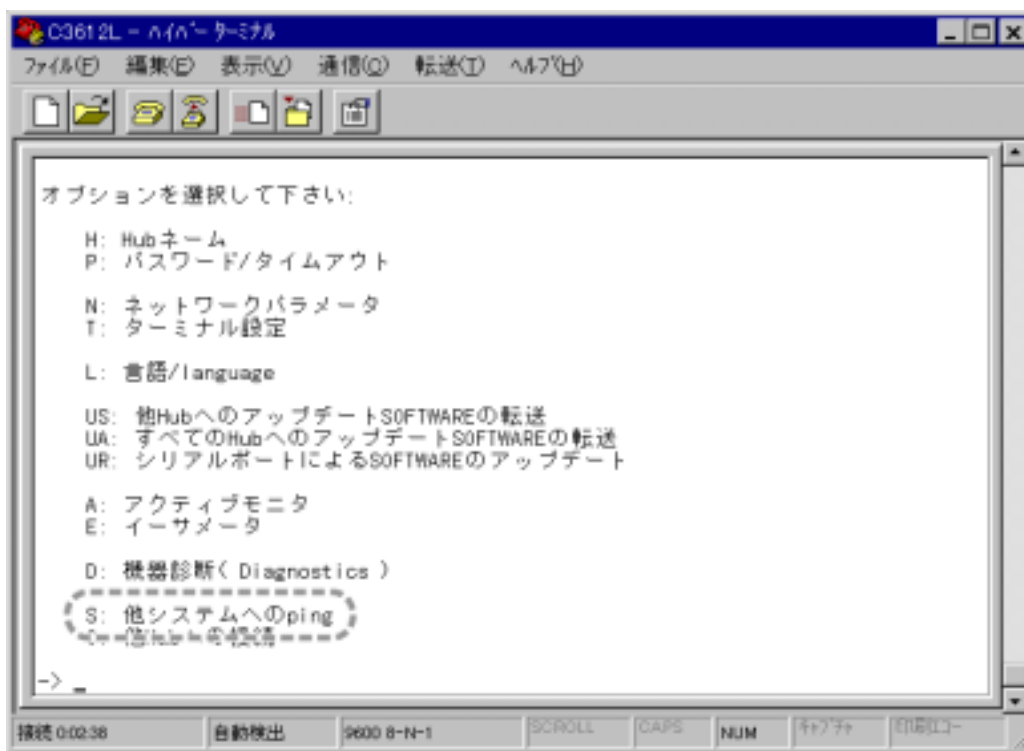 C3612L - ﾊｲﾊﾟｰ ﾀｰﾐﾅﾙ
ﾌｧｲﾙ(F) 編集(E) 表示(V) 通信(C) 転送(T) ﾍﾙﾌﾟ(H)
オプションを選択して下さい:
H: Hubネーム
P: パスワード/タイムアウト
N: ネットワークパラメータ
T: ターミナル設定
L: 言語/language
US: 他HubへのアップデートSOFTWAREの転送
UA: すべてのHubへのアップデートSOFTWAREの転送
UR: シリアルポートによるSOFTWAREのアップデート
A: アクティブモニタ
E: イーサメータ
D: 機器診断( Diagnostics )
S: 他システムへのping
-> _
接続 0:02:38 自動検出 9600 8-N-1 SCROLL CAPS NUM ｷｬﾌﾟﾁｬ 印刷ｴｺｰ